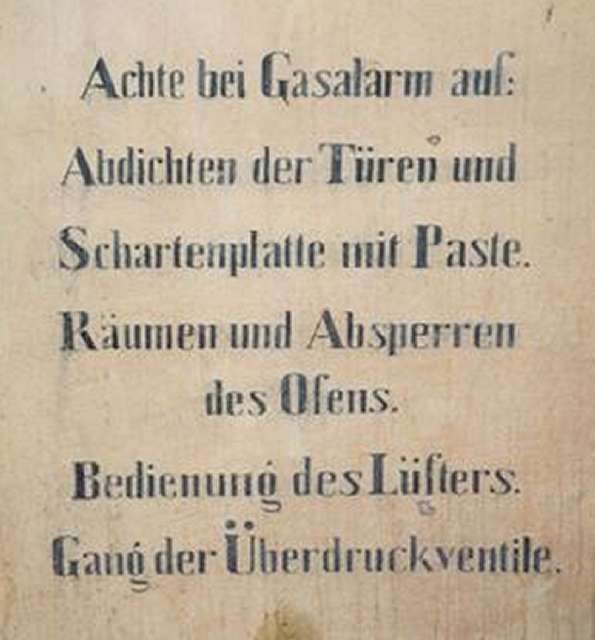 Achte bei Gasalarm auf:
Abdichten der Türen und
Schartenplatte mit Paste.
Räumen und Absperren
des Ofens.
Bedienung des Lüfters.
Gang der Überdruckventile.